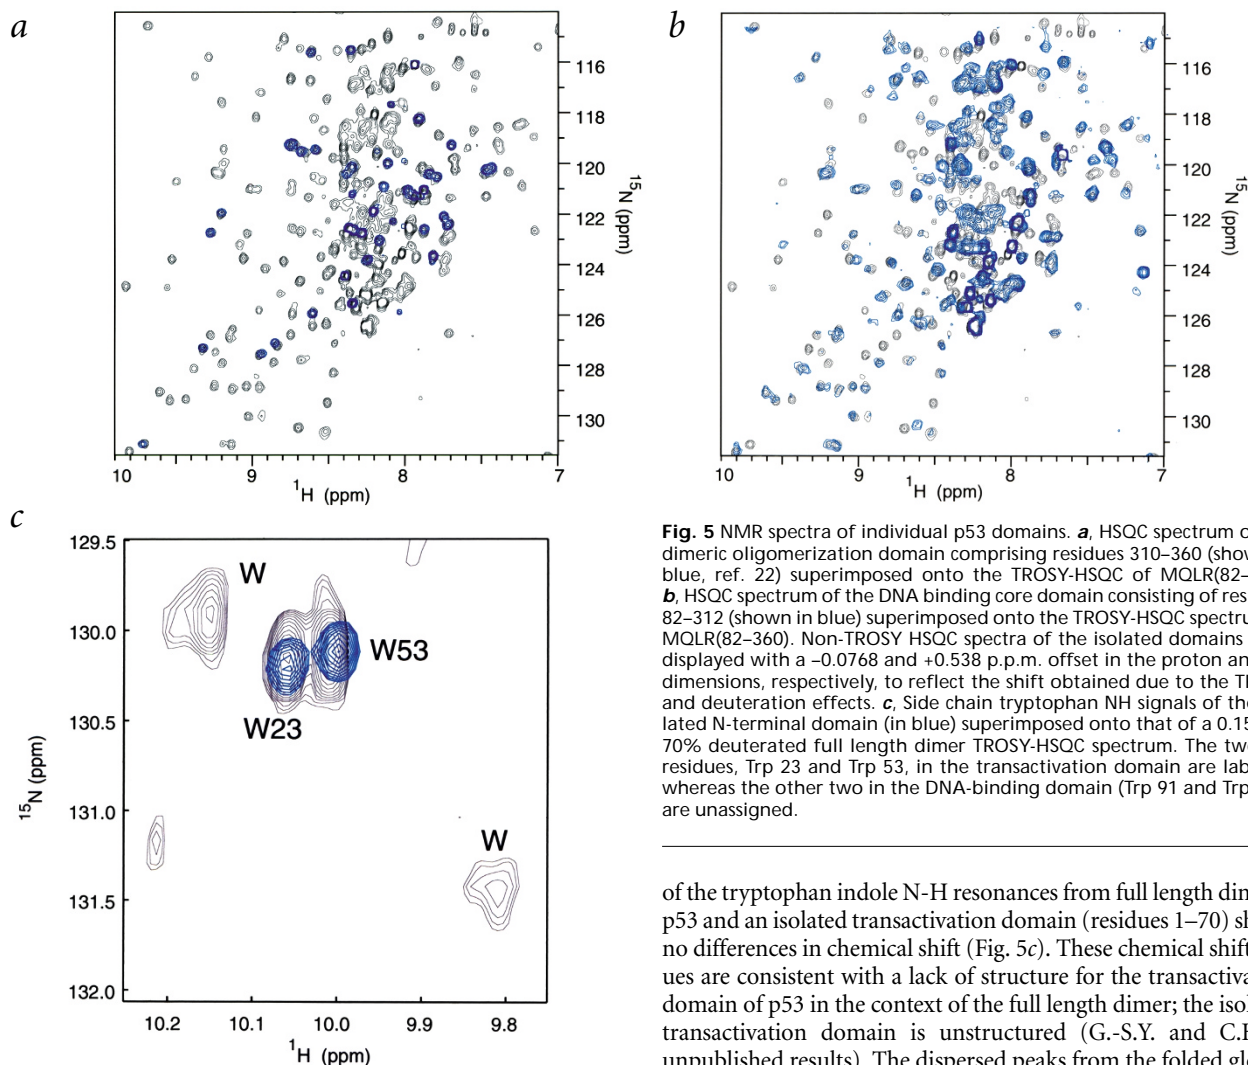 a
116
118
120
122
124
126
128
130
15N (ppm)
10
9
8
7
1H (ppm)
b
116
118
120
122
124
126
128
130
15N (ppm)
10
9
8
7
1H (ppm)
c
129.5
130.0
130.5
131.0
131.5
132.0
15N (ppm)
W
W53
W23
W
10.2
10.1
10.0
9.9
9.8
1H (ppm)
Fig. 5 NMR spectra of individual p53 domains. a, HSQC spectrum o
dimeric oligomerization domain comprising residues 310–360 (show
blue, ref. 22) superimposed onto the TROSY-HSQC of MQLR(82–
b, HSQC spectrum of the DNA binding core domain consisting of res
82–312 (shown in blue) superimposed onto the TROSY-HSQC spectru
MQLR(82–360). Non-TROSY HSQC spectra of the isolated domains
displayed with a –0.0768 and +0.538 p.p.m. offset in the proton an
dimensions, respectively, to reflect the shift obtained due to the T
and deuteration effects. c, Side chain tryptophan NH signals of the
lated N-terminal domain (in blue) superimposed onto that of a 0.15
70% deuterated full length dimer TROSY-HSQC spectrum. The tw
residues, Trp 23 and Trp 53, in the transactivation domain are lab
whereas the other two in the DNA-binding domain (Trp 91 and Trp
are unassigned.
of the tryptophan indole N-H resonances from full length dim
p53 and an isolated transactivation domain (residues 1–70) sh
no differences in chemical shift (Fig. 5c). These chemical shift
ues are consistent with a lack of structure for the transactiva
domain of p53 in the context of the full length dimer; the isol
transactivation domain is unstructured (G.-S.Y. and C.H
unpublished results). The dispersed peaks from the folded glo